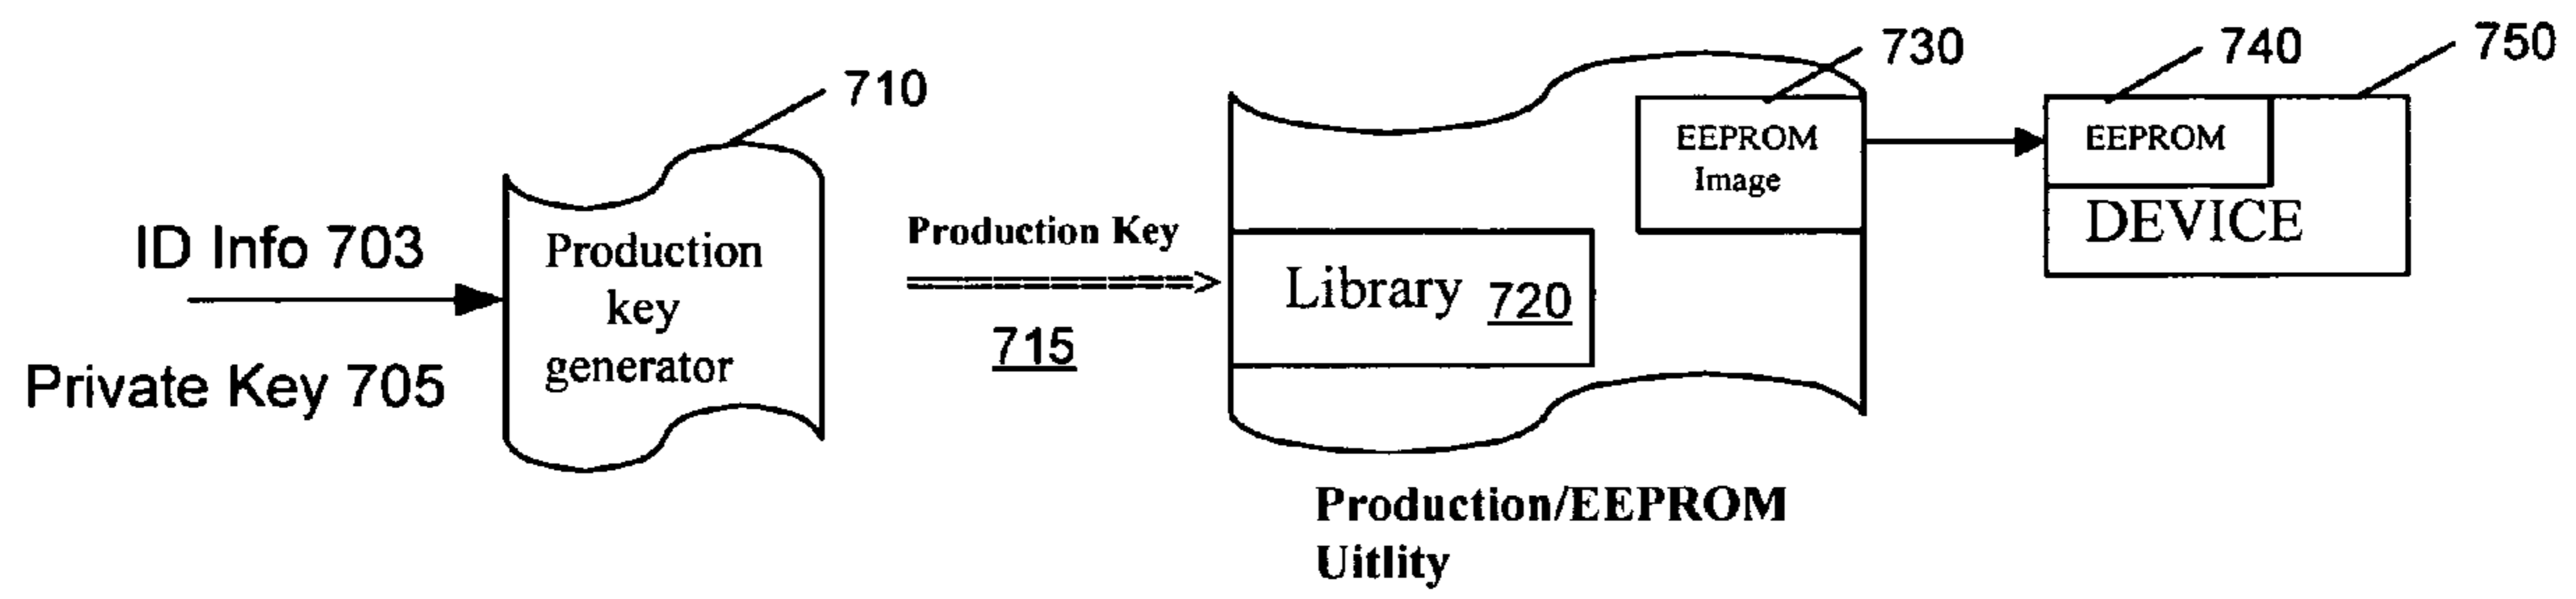 ID Info 703
Private Key 705
710
Production
key
generator
Production Key
715
Library 720
730
EEPROM
Image
Production/EEPROM
Uitlity
740
EEPROM
750
DEVICE